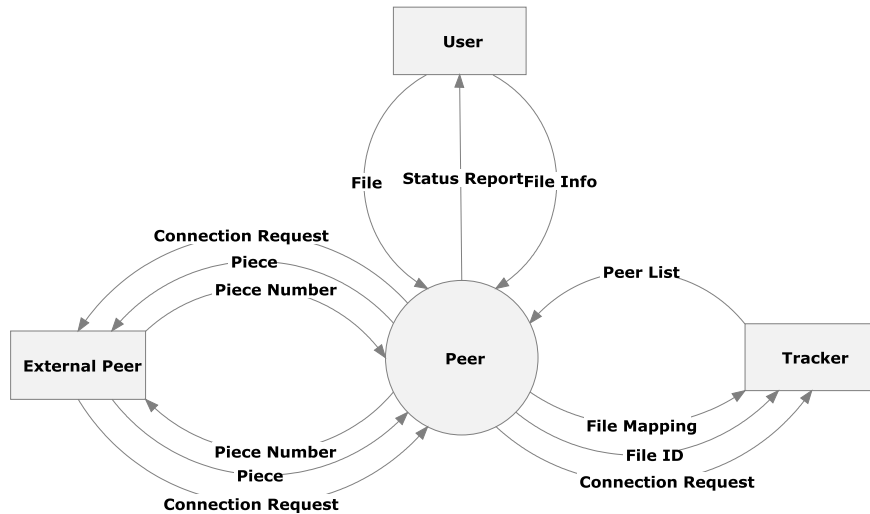 User
File
Status Report
File Info
Connection Request
Piece
Piece Number
Peer List
External Peer
Peer
Tracker
File Mapping
Piece Number
File ID
Piece
Connection Request
Connection Request